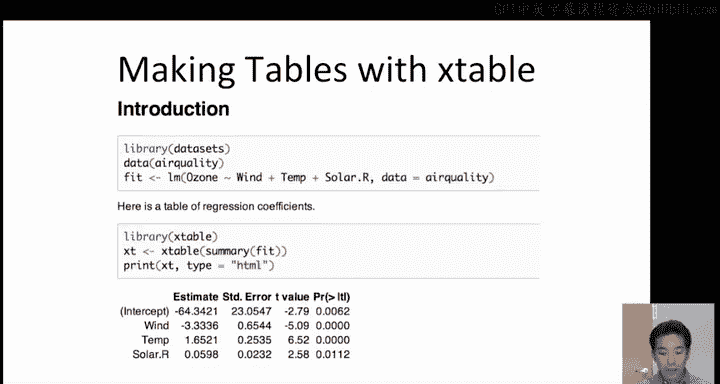 Making Tables with xtable
Introduction
library(datasets)
data(airquality)
fit <- lm(Ozone ~ Wind + Temp + Solar.R, data = airquality)
Here is a table of regression coefficients.
library(xtable)
xt <- xtable(summary(fit))
print(xt, type = "html")
Estimate Std. Error t value Pr(>|t|)
(Intercept) -64.3421 23.0547 -2.79 0.0062
Wind -3.3336 0.6544 -5.09 0.0000
Temp 1.6521 0.2535 6.52 0.0000
Solar.R 0.0598 0.0232 2.58 0.0112